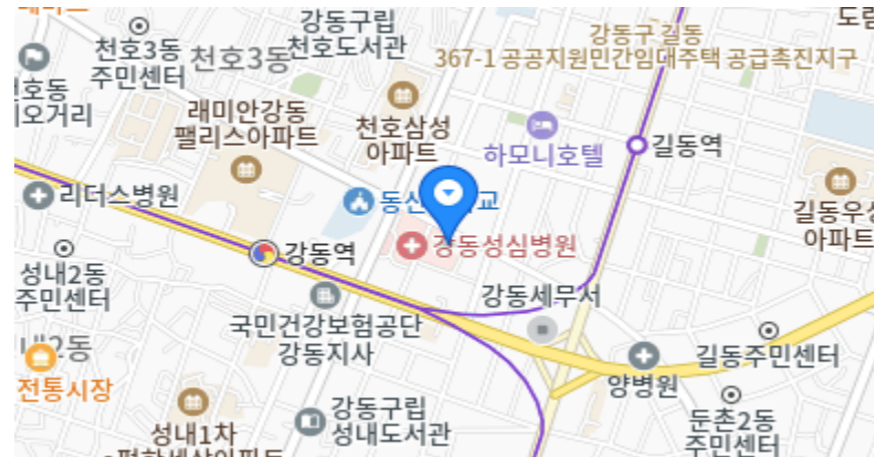 천호3동
주민센터
천호3동
강동구립
천호도서관
강동구 길동
367-1 공공지원민간임대주택 공급촉진지구
래미안강동
팰리스아파트
천호삼성
아파트
하모니호텔
길동역
리더스병원
강동역
강동성심병원
길동우성
아파트
성내2동
주민센터
국민건강보험공단
강동지사
강동세무서
길동주민센터
양병원
전통시장
강동구립
성내도서관
둔촌2동
주민센터
성내1차